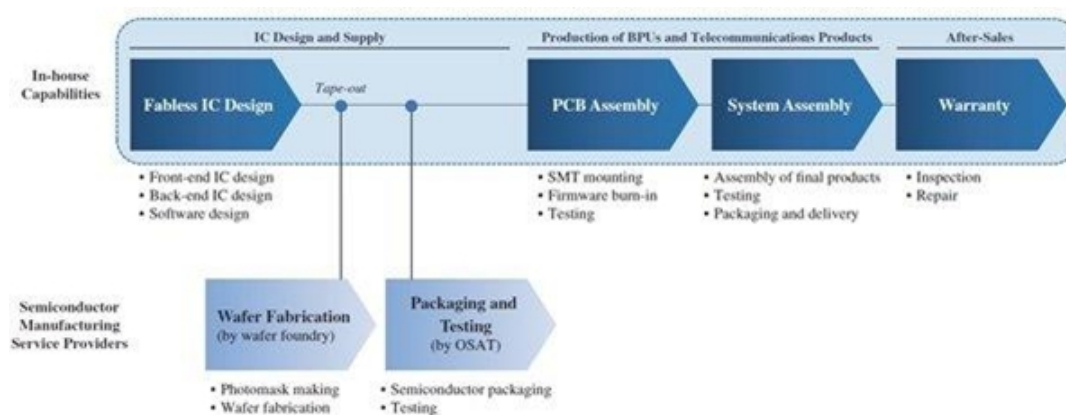 IC Design and Supply
Production of BPUs and Telecommunications Products
After-Sales
In-house
Capabilities
Fabless IC Design
Tape-out
PCB Assembly
System Assembly
Warranty
• Front-end IC design
• Back-end IC design
• Software design
• SMT mounting
• Firmware burn-in
• Testing
• Assembly of final products
• Testing
• Packaging and delivery
• Inspection
• Repair
Semiconductor
Manufacturing
Service Providers
Wafer Fabrication
(by wafer foundry)
Packaging and
Testing
(by OSAT)
• Photomask making
• Wafer fabrication
• Semiconductor packaging
• Testing